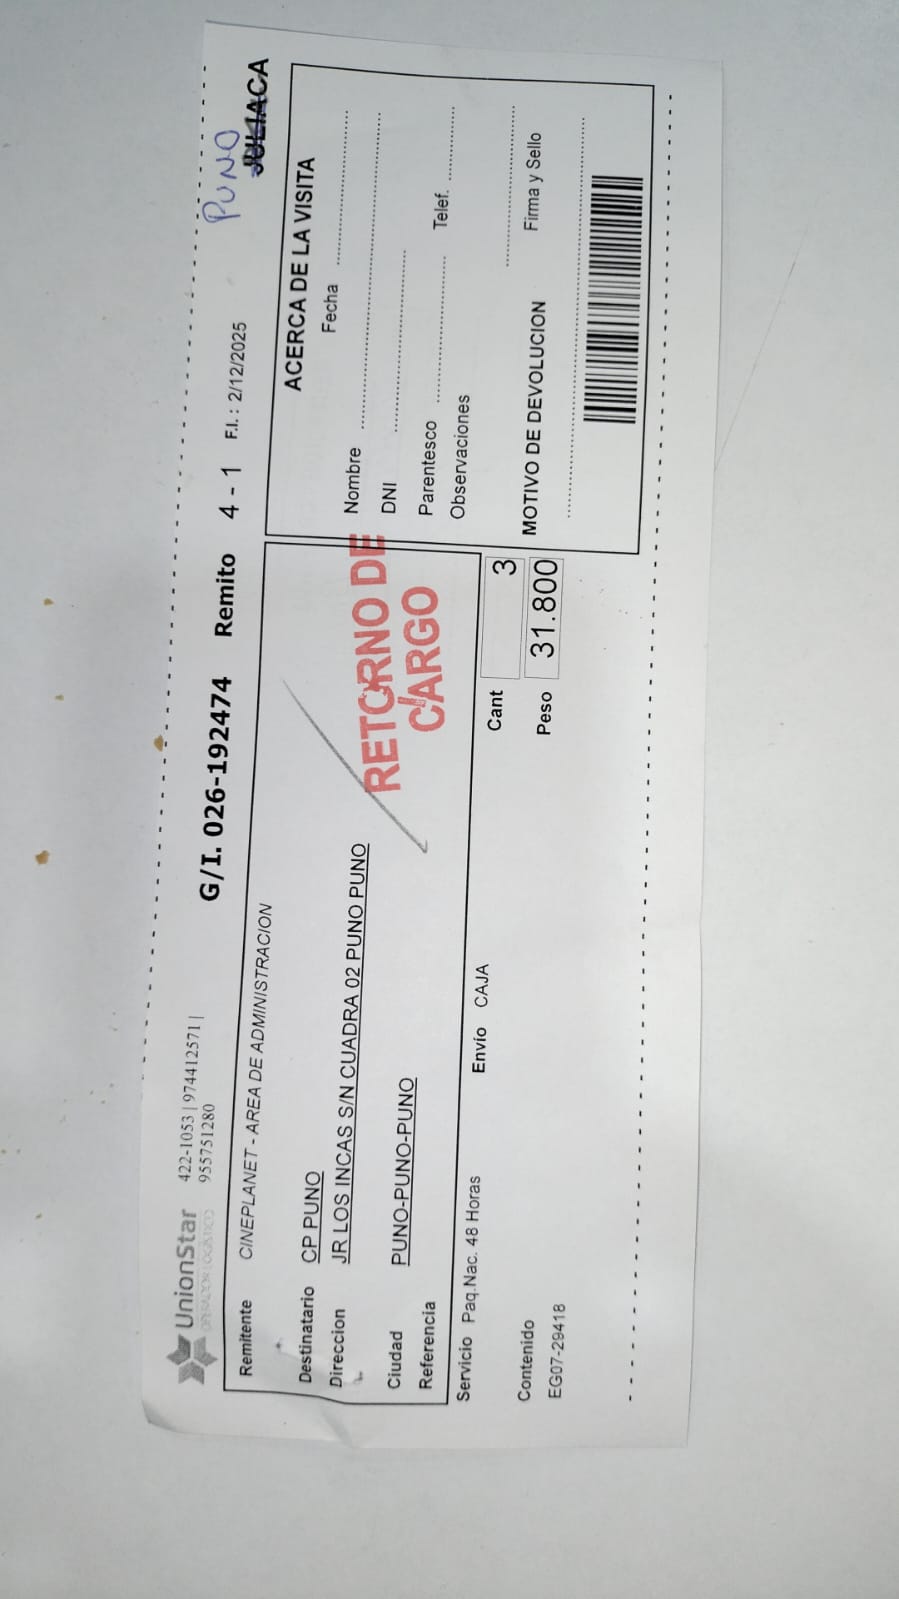 UnionStar
OPERADOR LOGISTICO
422-1053 | 974412571 |
955751280
G/I. 026-192474 Remito 4 - 1 F.I.: 2/12/2025
PUNO
JULIACA
Remitente CINEPLANET - AREA DE ADMINISTRACION
Destinatario CP PUNO
Direccion JR LOS INCAS S/N CUADRA 02 PUNO PUNO
Ciudad PUNO-PUNO-PUNO
Referencia
RETORNO DE
CARGO
Servicio Paq.Nac. 48 Horas Envío CAJA
Cant 3
Peso 31.800
Contenido
EG07-29418
ACERCA DE LA VISITA
Fecha
Nombre
DNI
Parentesco Telef.
Observaciones
MOTIVO DE DEVOLUCION Firma y Sello